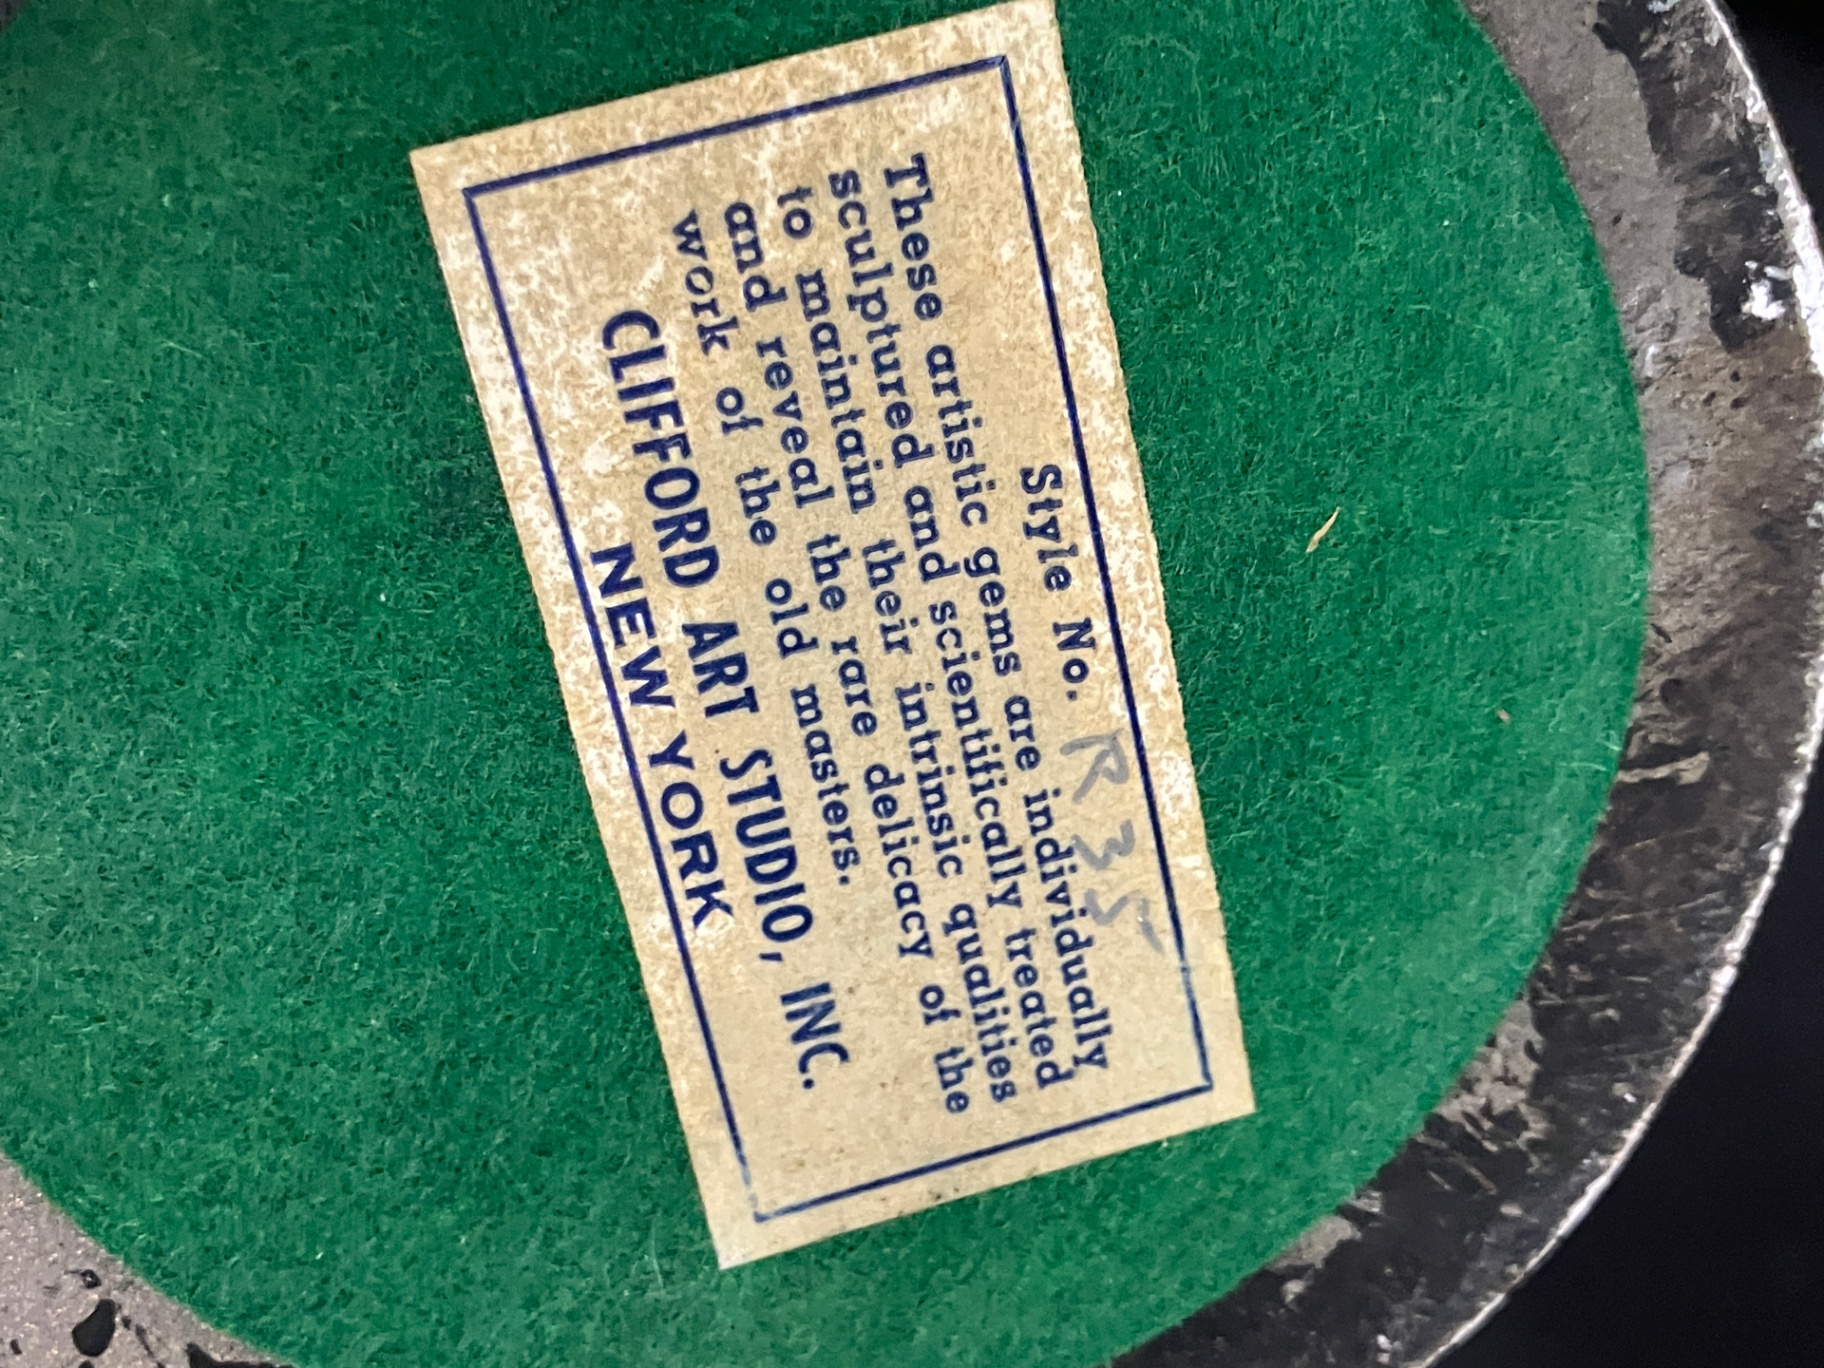 Style No. R 35
These artistic gems are individually
sculptured and scientifically treated
to maintain their intrinsic qualities
and reveal the rare delicacy of the
work of the old masters.
CLIFFORD ART STUDIO, INC.
NEW YORK